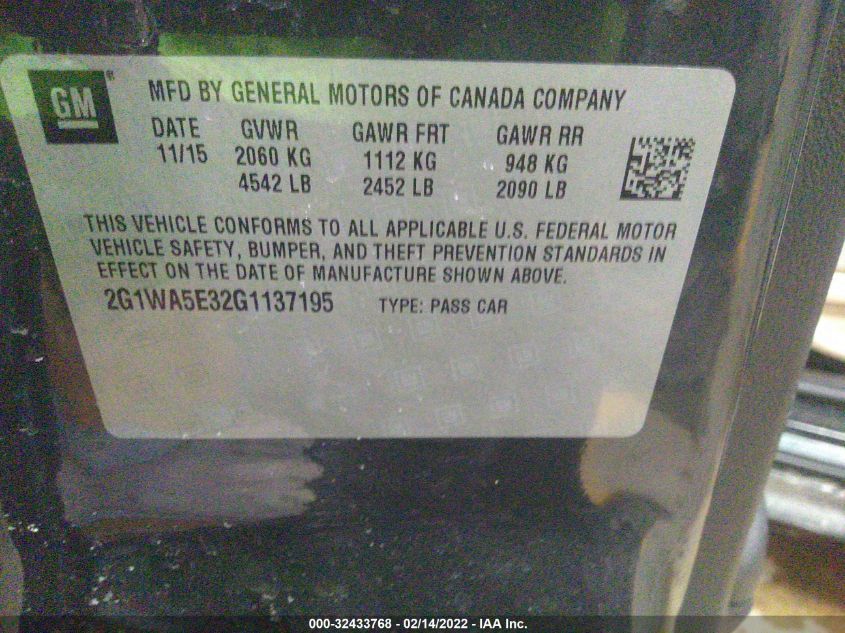 GM ®
MFD BY GENERAL MOTORS OF CANADA COMPANY
DATE GVWR GAWR FRT GAWR RR
11/15 2060 KG 1112 KG 948 KG
4542 LB 2452 LB 2090 LB
THIS VEHICLE CONFORMS TO ALL APPLICABLE U.S. FEDERAL MOTOR
VEHICLE SAFETY, BUMPER, AND THEFT PREVENTION STANDARDS IN
EFFECT ON THE DATE OF MANUFACTURE SHOWN ABOVE.
2G1WA5E32G1137195 TYPE: PASS CAR
000-32433768 - 02/14/2022 - IAA Inc.